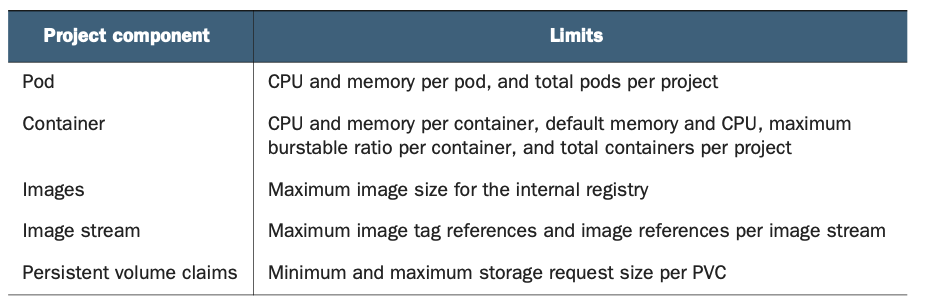 Project component Limits
Pod CPU and memory per pod, and total pods per project
Container CPU and memory per container, default memory and CPU, maximum
burstable ratio per container, and total containers per project
Images Maximum image size for the internal registry
Image stream Maximum image tag references and image references per image stream
Persistent volume claims Minimum and maximum storage request size per PVC